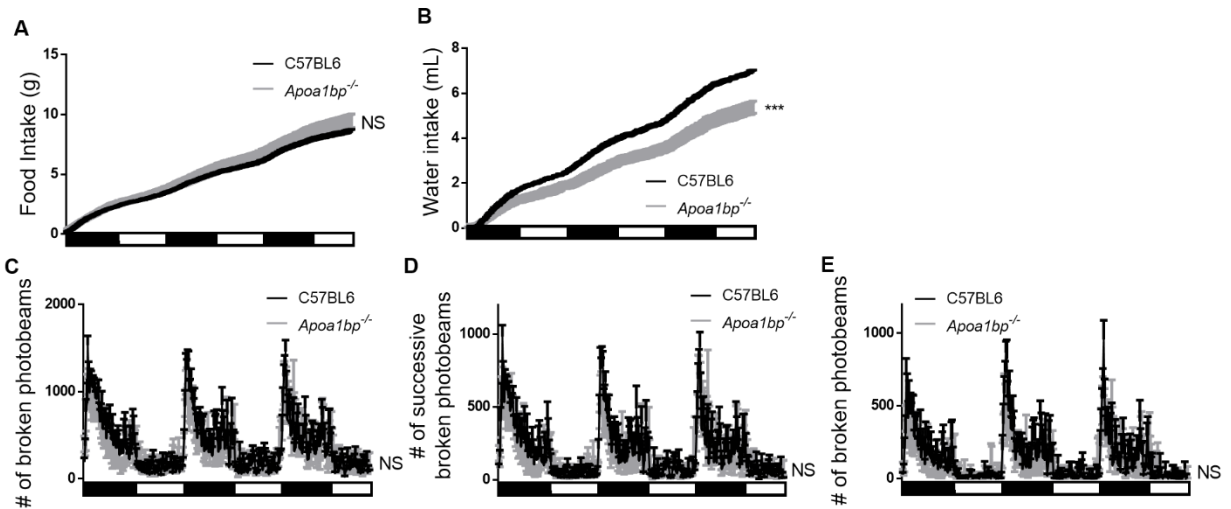 A
Food Intake (g)
15
10
5
0
C57BL6
Apoa1bp-/-
NS
B
Water intake (mL)
8
6
4
2
0
***
C57BL6
Apoa1bp-/-
C
# of broken photobeams
2000
1000
0
C57BL6
Apoa1bp-/-
NS
D
# of successive
broken photobeams
1000
500
0
C57BL6
Apoa1bp-/-
NS
E
# of broken photobeams
1000
500
0
C57BL6
Apoa1bp-/-
NS